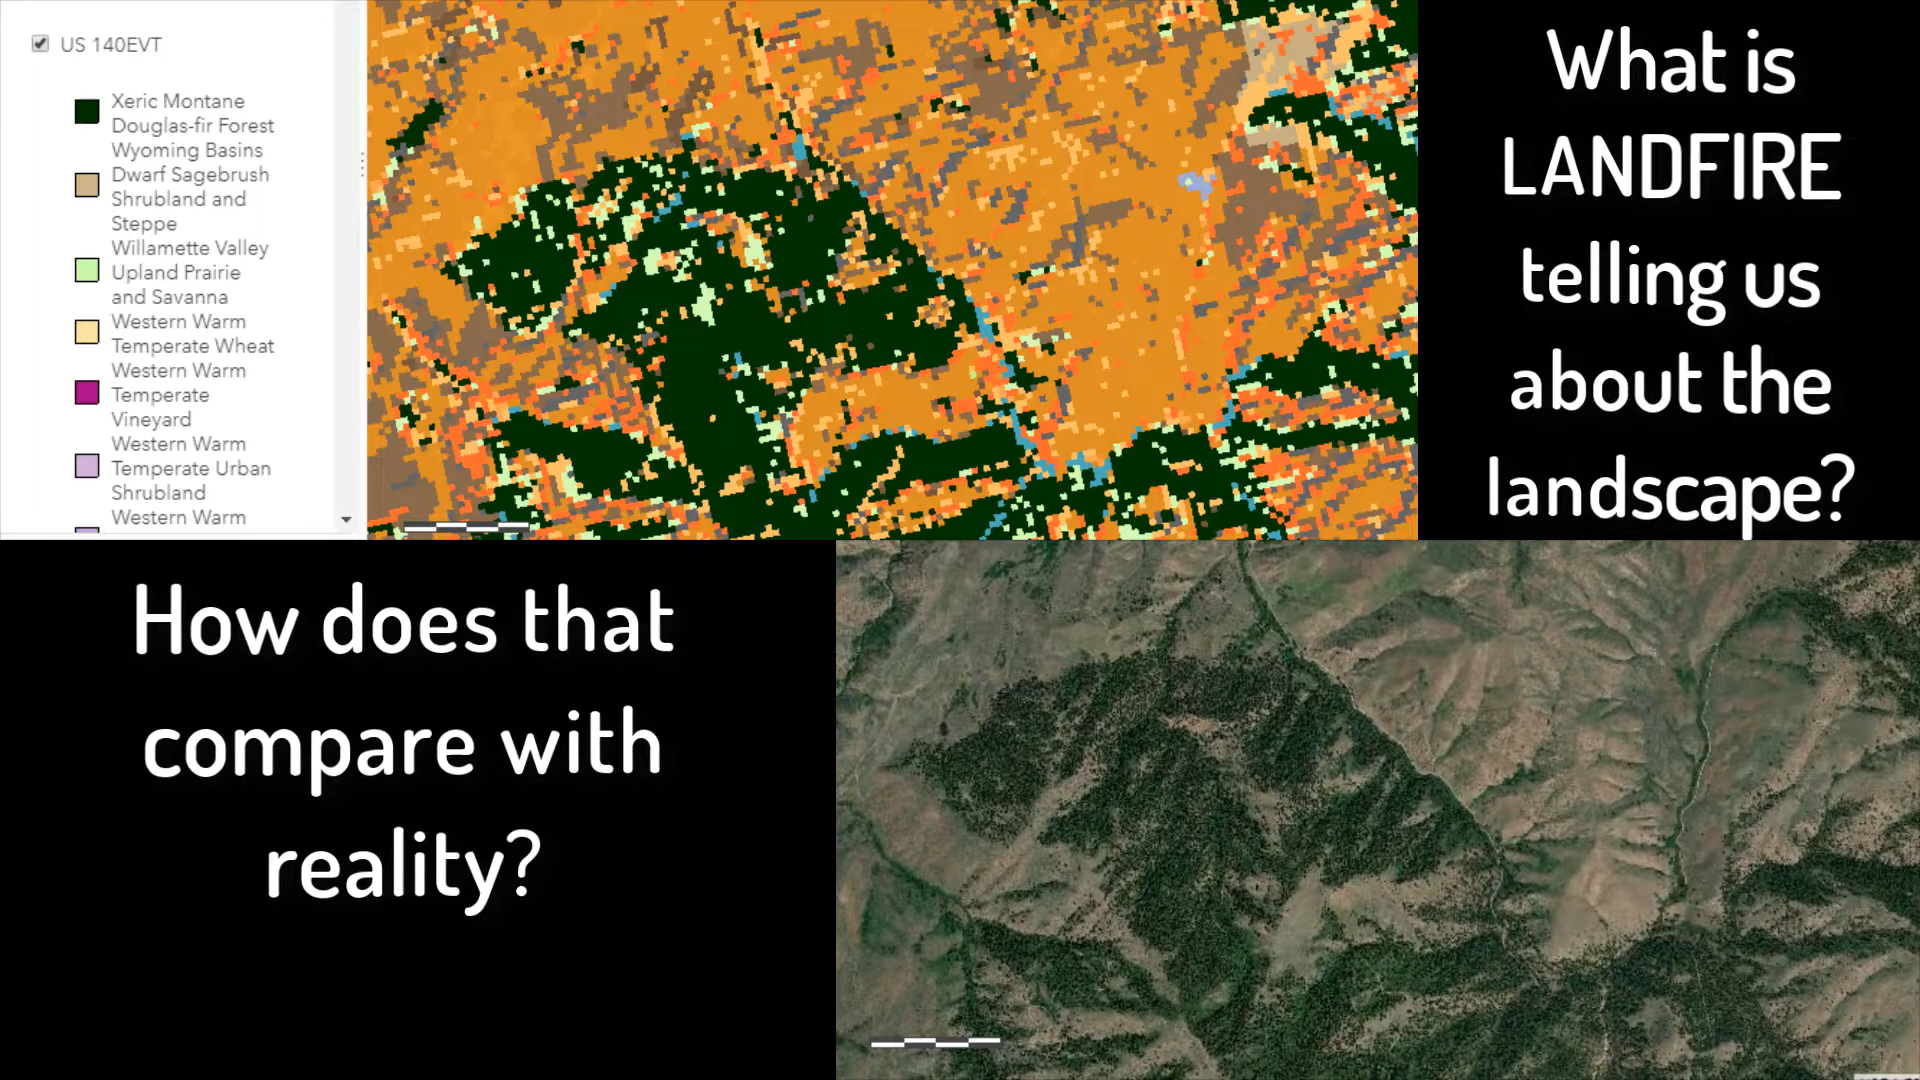 US 140EVT
Xeric Montane
Douglas-fir Forest
Wyoming Basins
Dwarf Sagebrush
Shrubland and
Steppe
Willamette Valley
Upland Prairie
and Savanna
Western Warm
Temperate Wheat
Western Warm
Temperate
Vineyard
Western Warm
Temperate Urban
Shrubland
Western Warm
What is
LANDFIRE
telling us
about the
landscape?
How does that
compare with
reality?